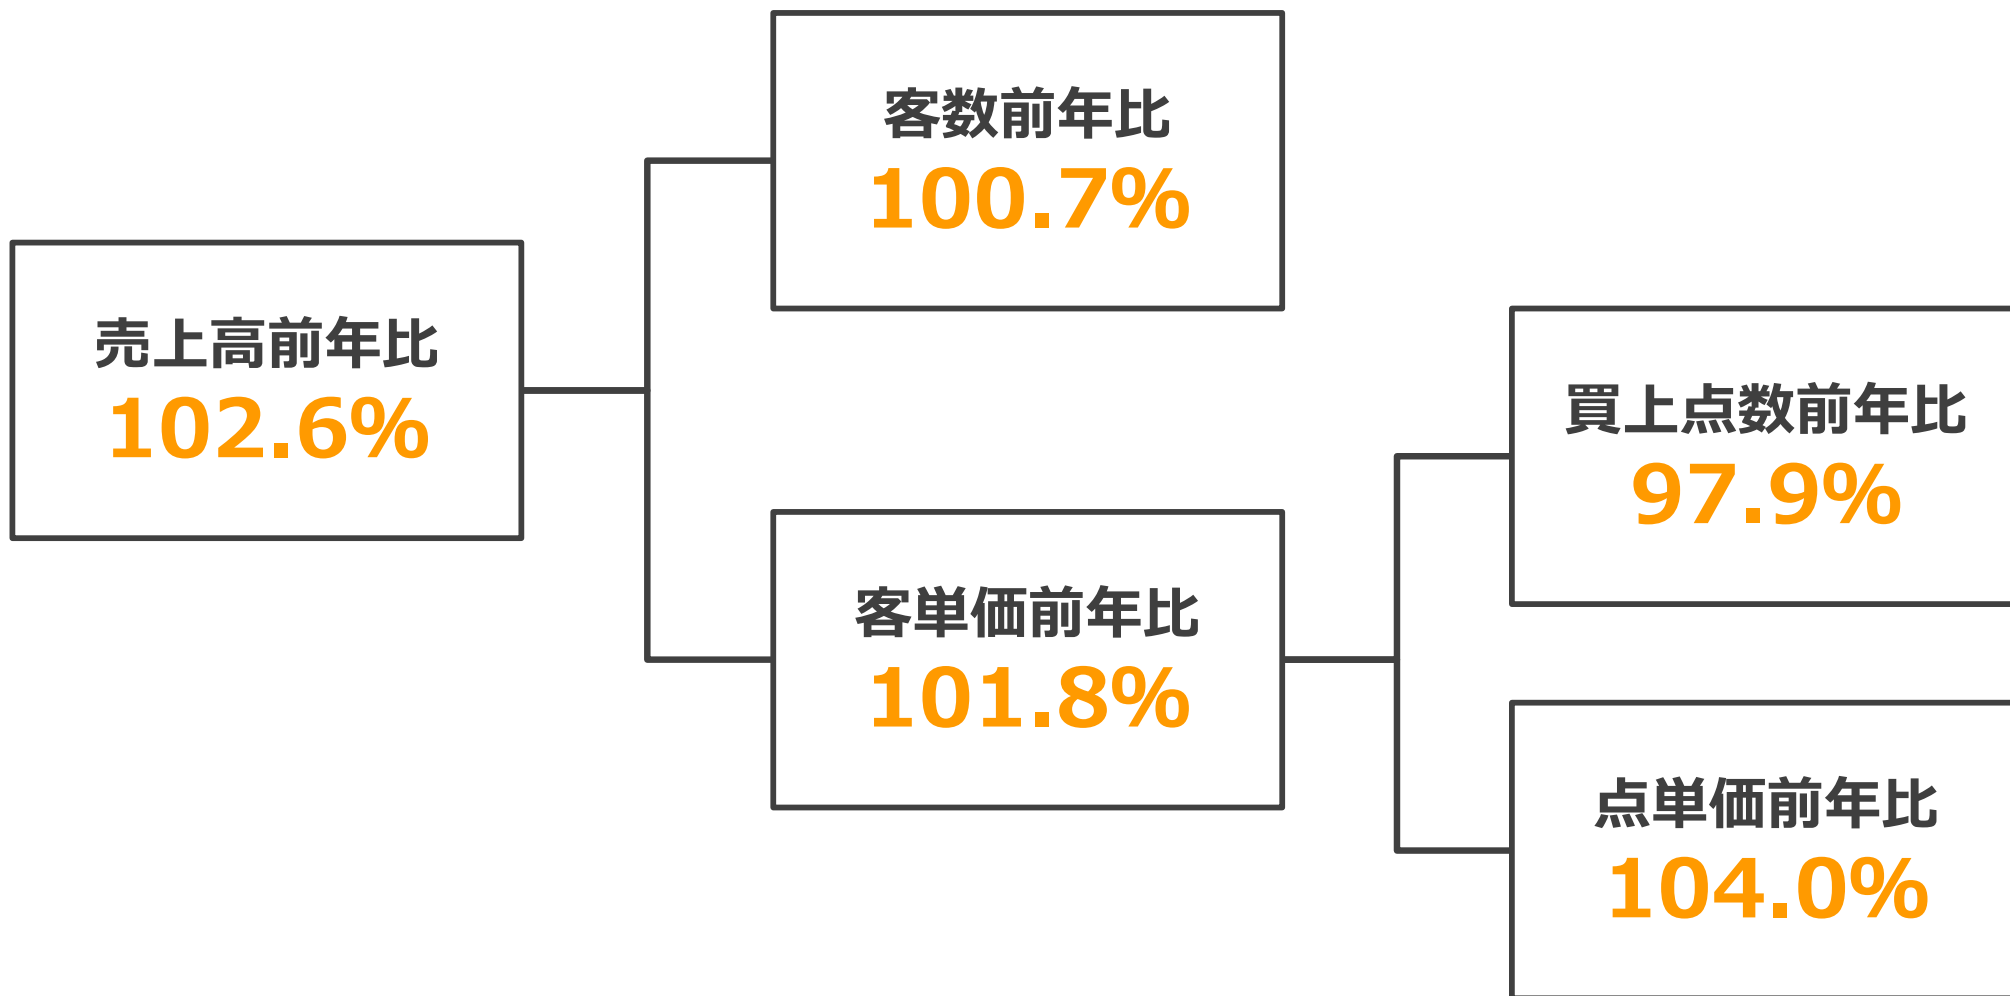 売上高前年比
102.6%
客数前年比
100.7%
客単価前年比
101.8%
買上点数前年比
97.9%
点単価前年比
104.0%